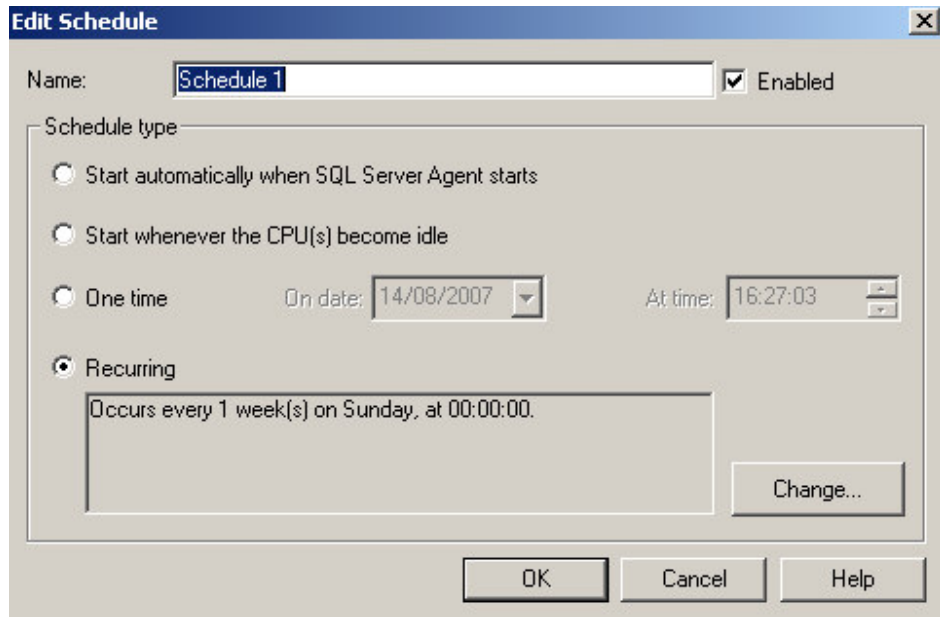 Edit Schedule
Name: Schedule 1 Enabled
Schedule type
Start automatically when SQL Server Agent starts
Start whenever the CPU(s) become idle
One time On date: 14/08/2007 At time: 16:27:03
Recurring
Occurs every 1 week(s) on Sunday, at 00:00:00.
Change...
OK Cancel Help